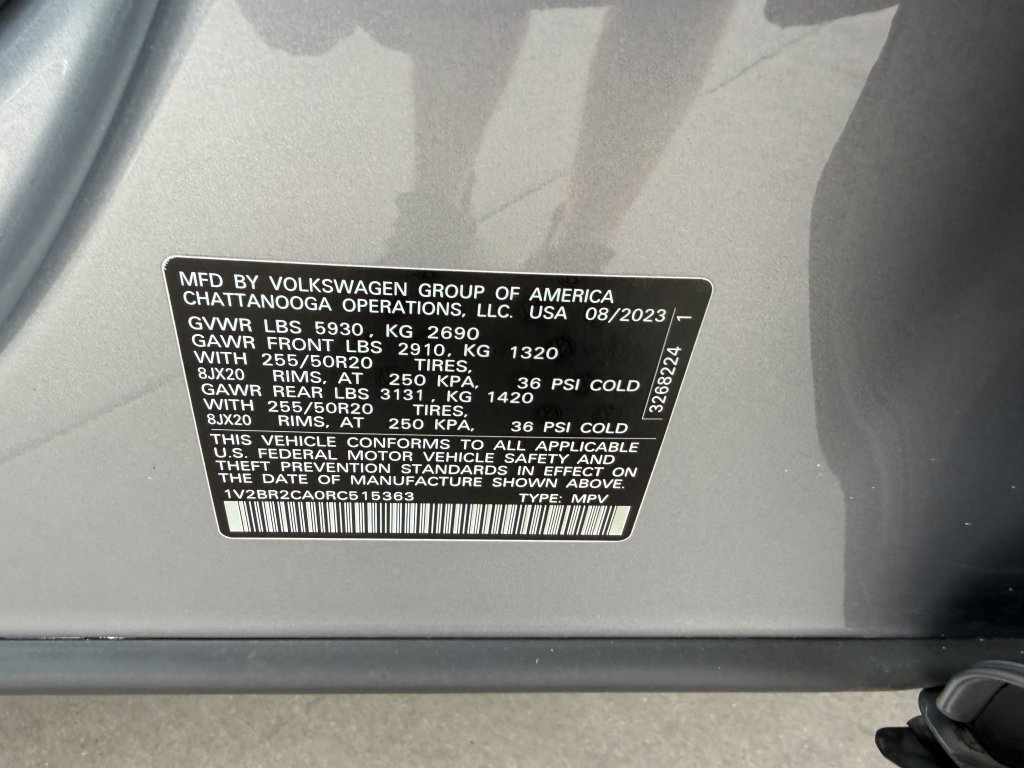 MFD BY VOLKSWAGEN GROUP OF AMERICA
CHATTANOOGA OPERATIONS, LLC. USA 08/2023
GVWR LBS 5930, KG 2690
GAWR FRONT LBS 2910, KG 1320
WITH 255/50R20 TIRES,
8JX20 RIMS, AT 250 KPA, 36 PSI COLD
GAWR REAR LBS 3131, KG 1420
WITH 255/50R20 TIRES,
8JX20 RIMS, AT 250 KPA, 36 PSI COLD
3268224 1
THIS VEHICLE CONFORMS TO ALL APPLICABLE
U.S. FEDERAL MOTOR VEHICLE SAFETY AND
THEFT PREVENTION STANDARDS IN EFFECT ON
THE DATE OF MANUFACTURE SHOWN ABOVE.
1V2BR2CA0RC515363 TYPE: MPV